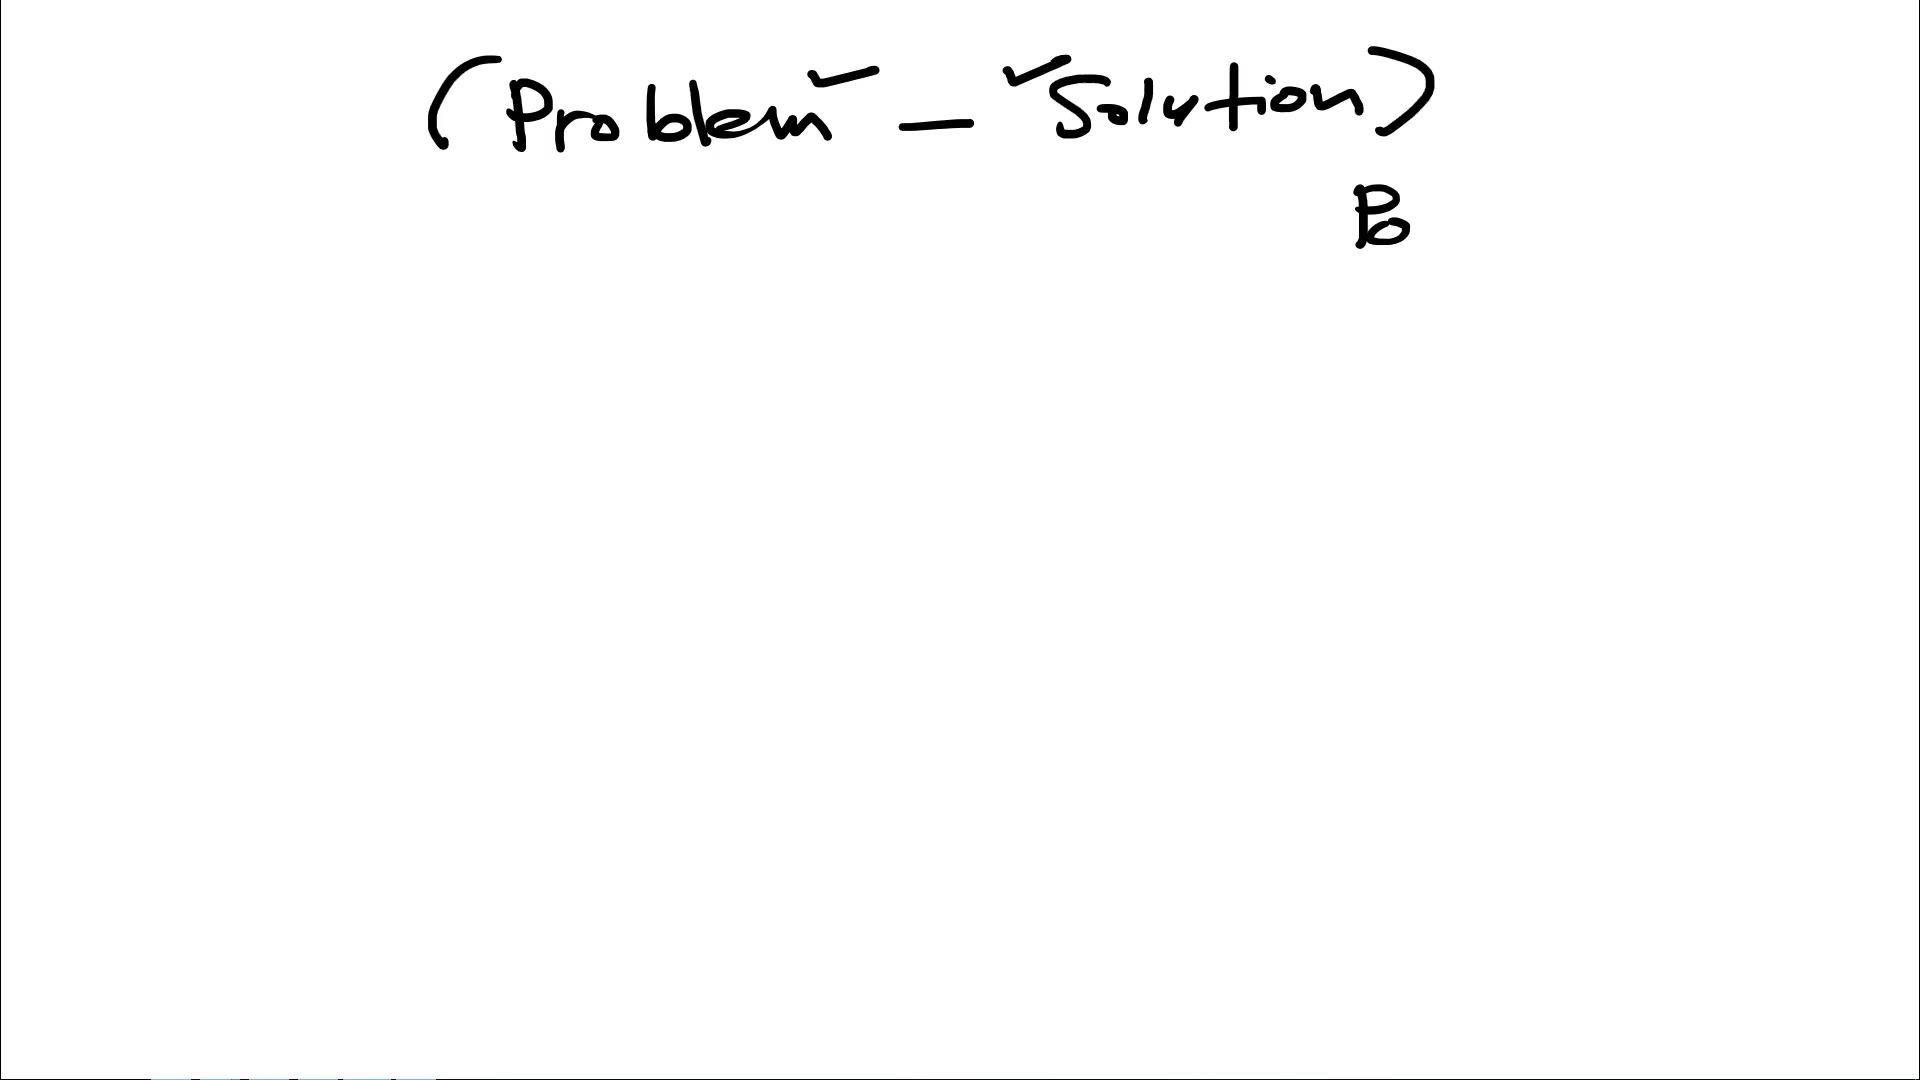 (Problem✓ - ✓Solution)
Po